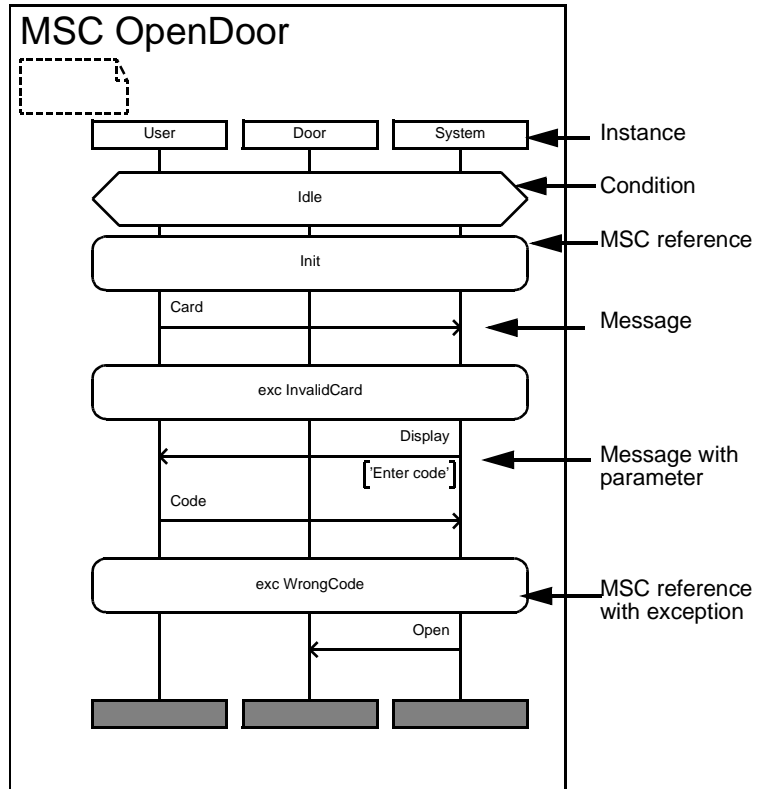 MSC OpenDoor
User Door System Instance
Condition
Idle
MSC reference
Init
Card
Message
exc InvalidCard
Display
Message with
parameter
'Enter code'
Code
exc WrongCode
MSC reference
with exception
Open